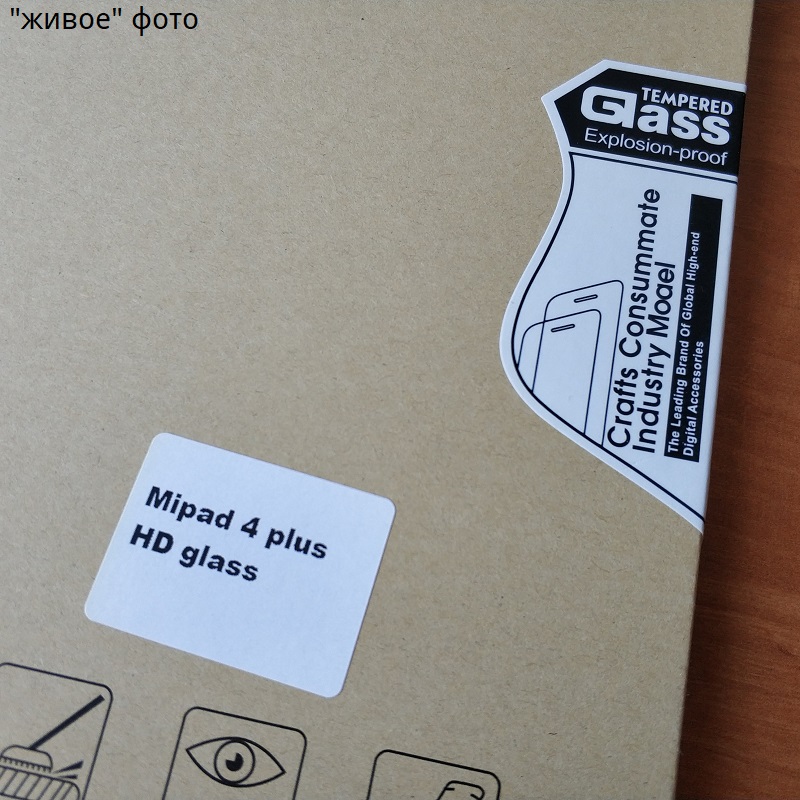 "живое" фото
TEMPERED
Glass
Explosion-proof
Crafts Consummate
Industry Moael
The Leading Brand Of Global High-end
Digital Accessories
Mipad 4 plus
HD glass